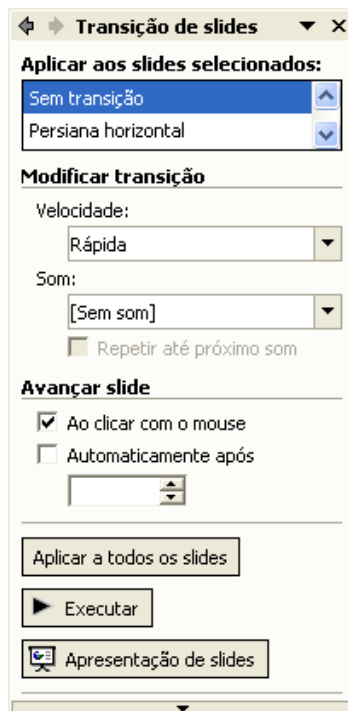 Transição de slides
Aplicar aos slides selecionados:
Sem transição
Persiana horizontal
Modificar transição
Velocidade:
Rápida
Som:
[Sem som]
Repetir até próximo som
Avançar slide
Ao clicar com o mouse
Automaticamente após
Aplicar a todos os slides
Executar
Apresentação de slides